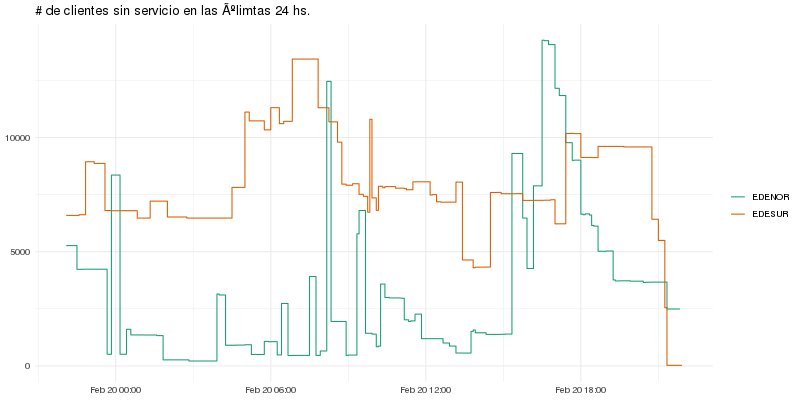 # de clientes sin servicio en las Ãºlimtas 24 hs.
10000
5000
0
Feb 20 00:00
Feb 20 06:00
Feb 20 12:00
Feb 20 18:00
EDENOR
EDESUR